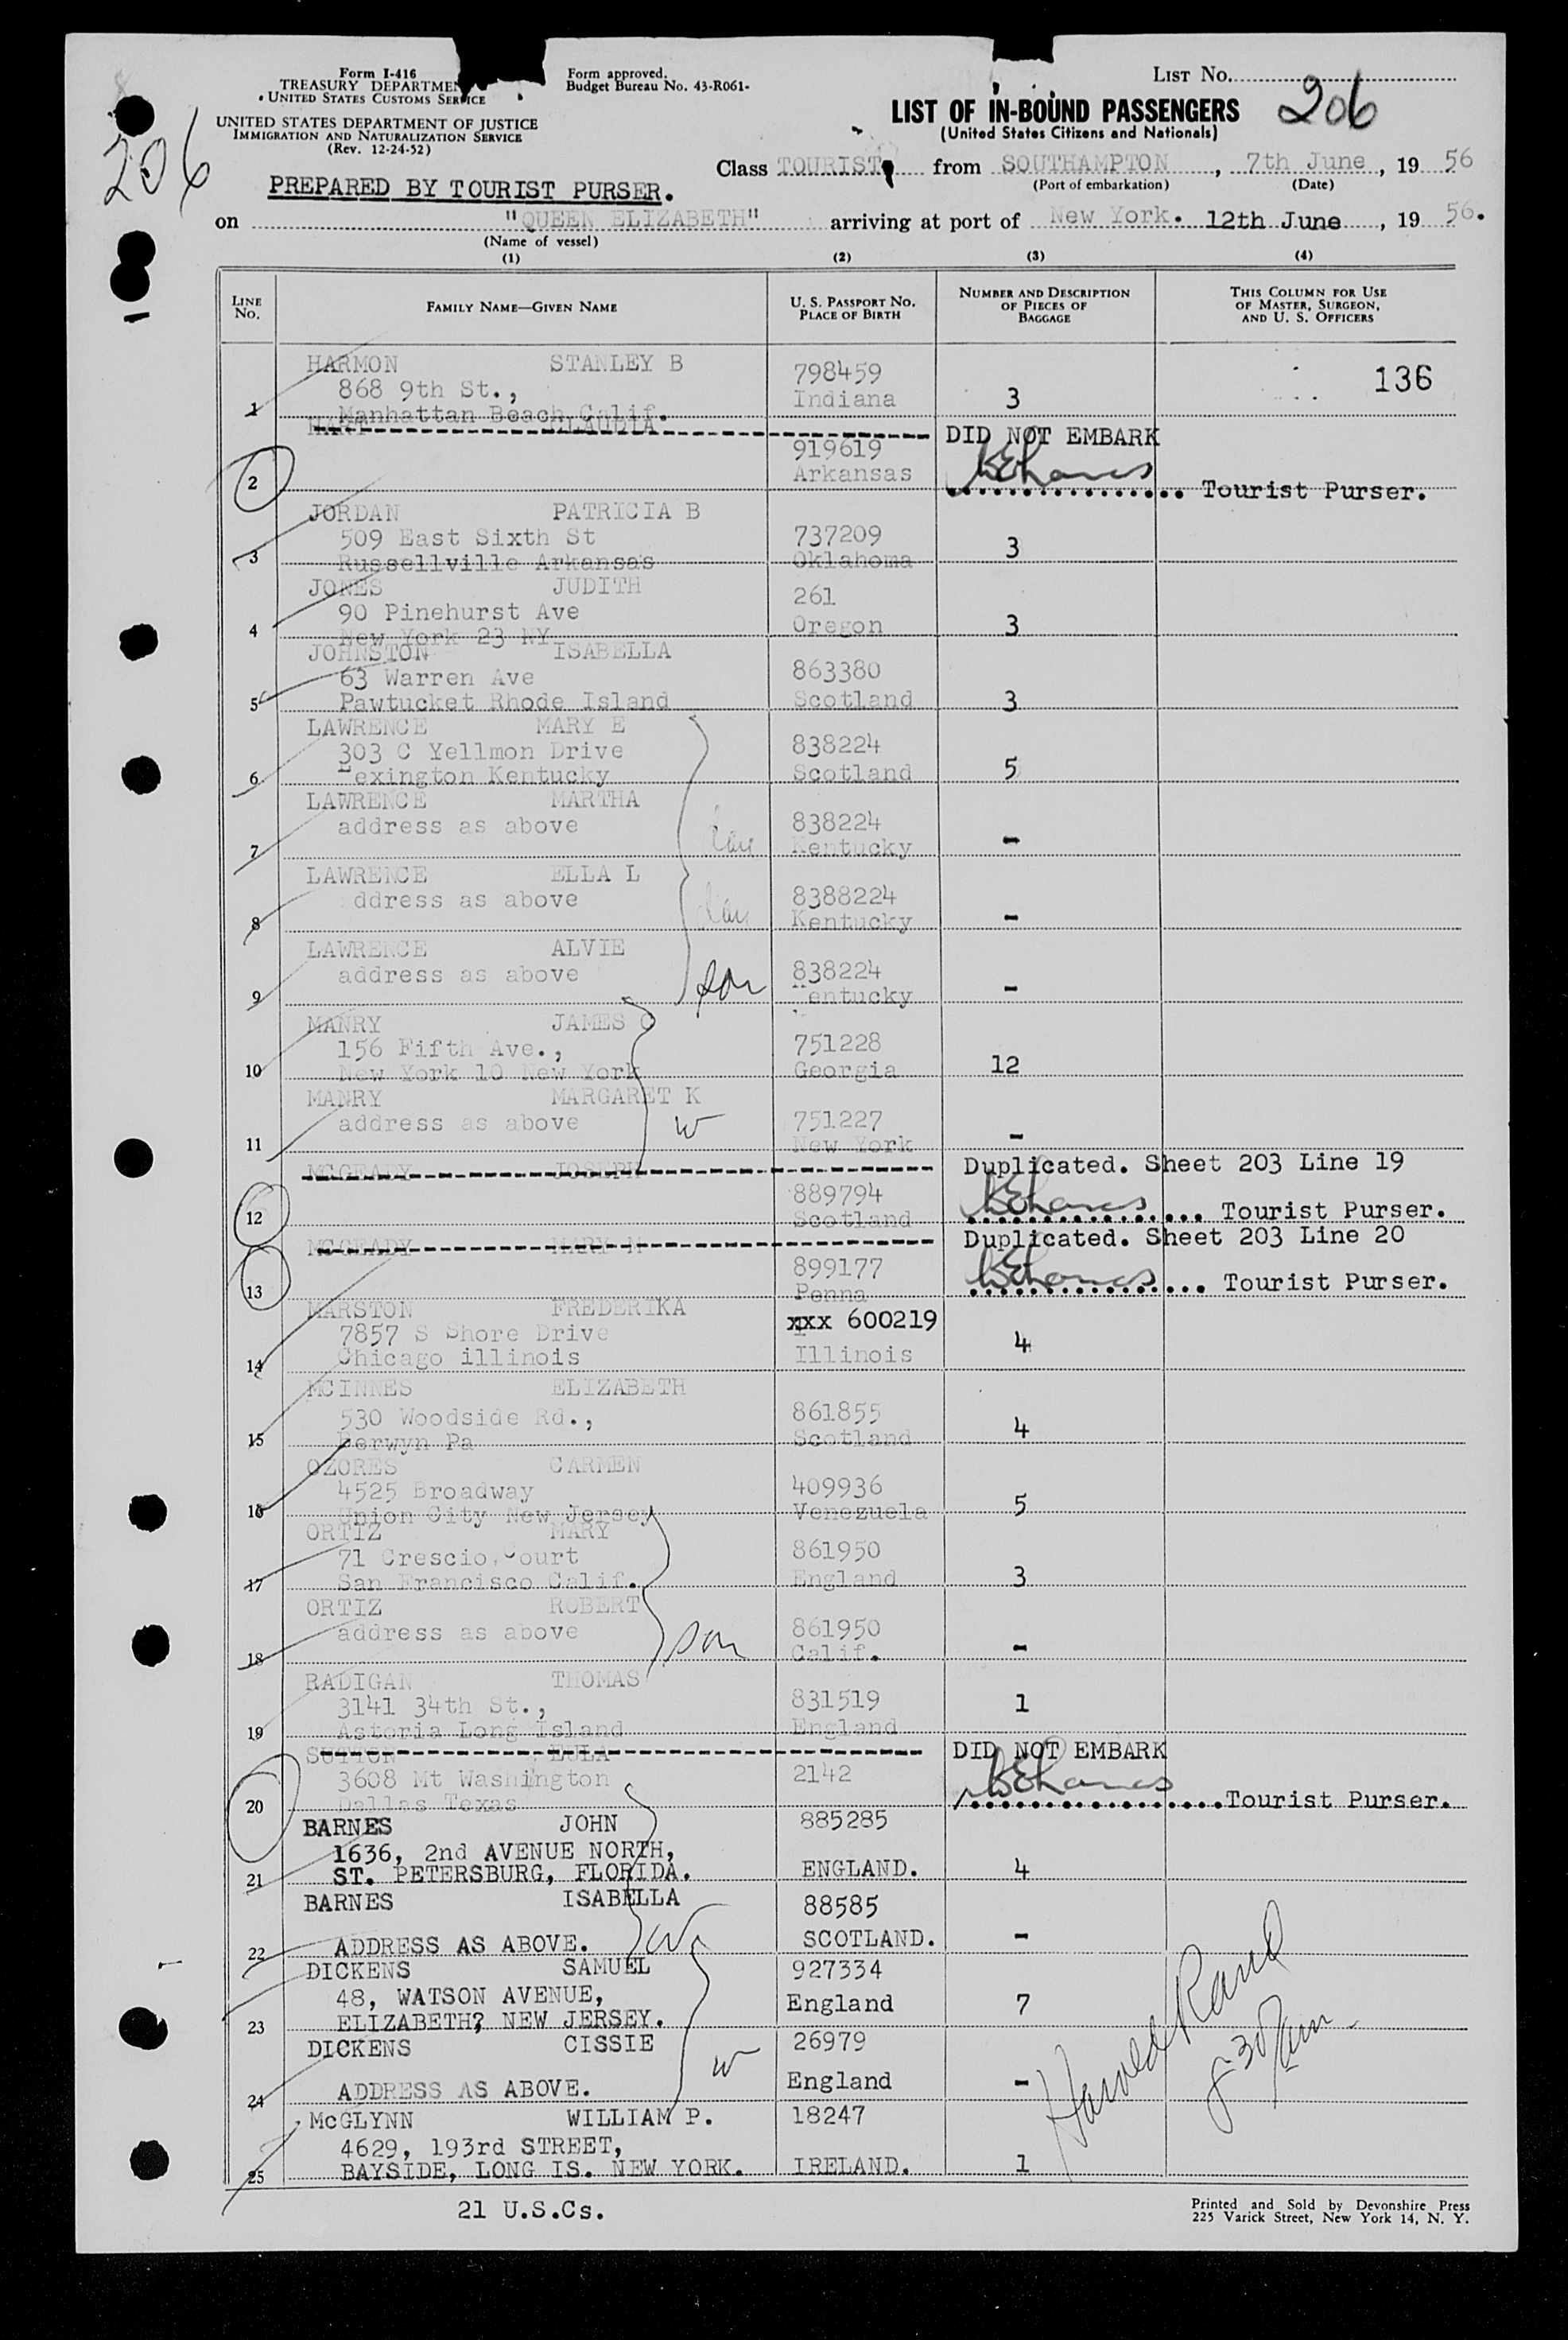 Form I-416
TREASURY DEPARTMENT
UNITED STATES CUSTOMS SERVICE
UNITED STATES DEPARTMENT OF JUSTICE
IMMIGRATION AND NATURALIZATION SERVICE
(Rev. 12-24-52)
Form approved.
Budget Bureau No. 43-R061-
LIST No. 206
206
LIST OF IN-BOUND PASSENGERS
(United States Citizens and Nationals)
Class TOURIST from SOUTHAMPTON, 7th June, 19 56
(Port of embarkation) (Date)
PREPARED BY TOURIST PURSER.
on "QUEEN ELIZABETH" arriving at port of New York. 12th June, 19 56.
(Name of vessel)
(1) (2) (3) (4)
LINE No. FAMILY NAME—GIVEN NAME U. S. PASSPORT No. PLACE OF BIRTH NUMBER AND DESCRIPTION OF PIECES OF BAGGAGE THIS COLUMN FOR USE OF MASTER, SURGEON, AND U. S. OFFICERS
HARMON STANLEY B 798459 136
868 9th St., Indiana 3
1 Manhattan Beach Calif.
HART CLAUDIA DID NOT EMBARK
919619
2 Arkansas Tourist Purser.
JORDAN PATRICIA B
509 East Sixth St 737209 3
3 Russellville Arkansas Oklahoma
JONES JUDITH 261
90 Pinehurst Ave
4 New York 23 NY Oregon 3
JOHNSTON ISABELLA
63 Warren Ave 863380
5 Pawtucket Rhode Island Scotland 3
LAWRENCE MARY E
303 C Yellmon Drive 838224
6 Lexington Kentucky Scotland 5
LAWRENCE MARTHA
address as above 838224
7 Kentucky -
LAWRENCE ELLA L
ddress as above 8388224
8 Kentucky -
LAWRENCE ALVIE
address as above 838224
9 son entucky -
MANRY JAMES C
156 Fifth Ave., 751228
10 New York 10 New York Georgia 12
MANRY MARGARET K
address as above w 751227
11 New York -
MCGEADY JOSEPH Duplicated. Sheet 203 Line 19
889794
12 Scotland Tourist Purser.
MCGEADY MARY M Duplicated. Sheet 203 Line 20
899177
13 Penna Tourist Purser.
MARSTON FREDERIKA xxx 600219
7857 S Shore Drive 4
14 Chicago illinois Illinois
MCINNES ELIZABETH
530 Woodside Rd., 861855
15 Berwyn Pa Scotland 4
OZORES CARMEN
4525 Broadway 409936
16 Union City New Jersey Venezuela 5
ORTIZ MARY
71 Crescio Court 861950
17 San Francisco Calif. England 3
ORTIZ ROBERT
address as above 861950
18 son Calif. -
RADIGAN THOMAS
3141 34th St., 831519 1
19 Astoria Long Island England
SUTTON EULA DID NOT EMBARK
3608 Mt Washington 2142
20 Dallas Texas Tourist Purser.
BARNES JOHN 885285
1636, 2nd AVENUE NORTH,
21 ST. PETERSBURG, FLORIDA. ENGLAND. 4
BARNES ISABELLA 88585
22 ADDRESS AS ABOVE. w SCOTLAND. -
DICKENS SAMUEL 927334
48, WATSON AVENUE, England 7
23 ELIZABETH? NEW JERSEY.
DICKENS CISSIE 26979
w England
24 ADDRESS AS ABOVE. -
McGLYNN WILLIAM P. 18247
4629, 193rd STREET,
25 BAYSIDE, LONG IS. NEW YORK. IRELAND. 1
Harold Rand
8-30 am
21 U.S.Cs.
Printed and Sold by Devonshire Press
225 Varick Street, New York 14, N. Y.